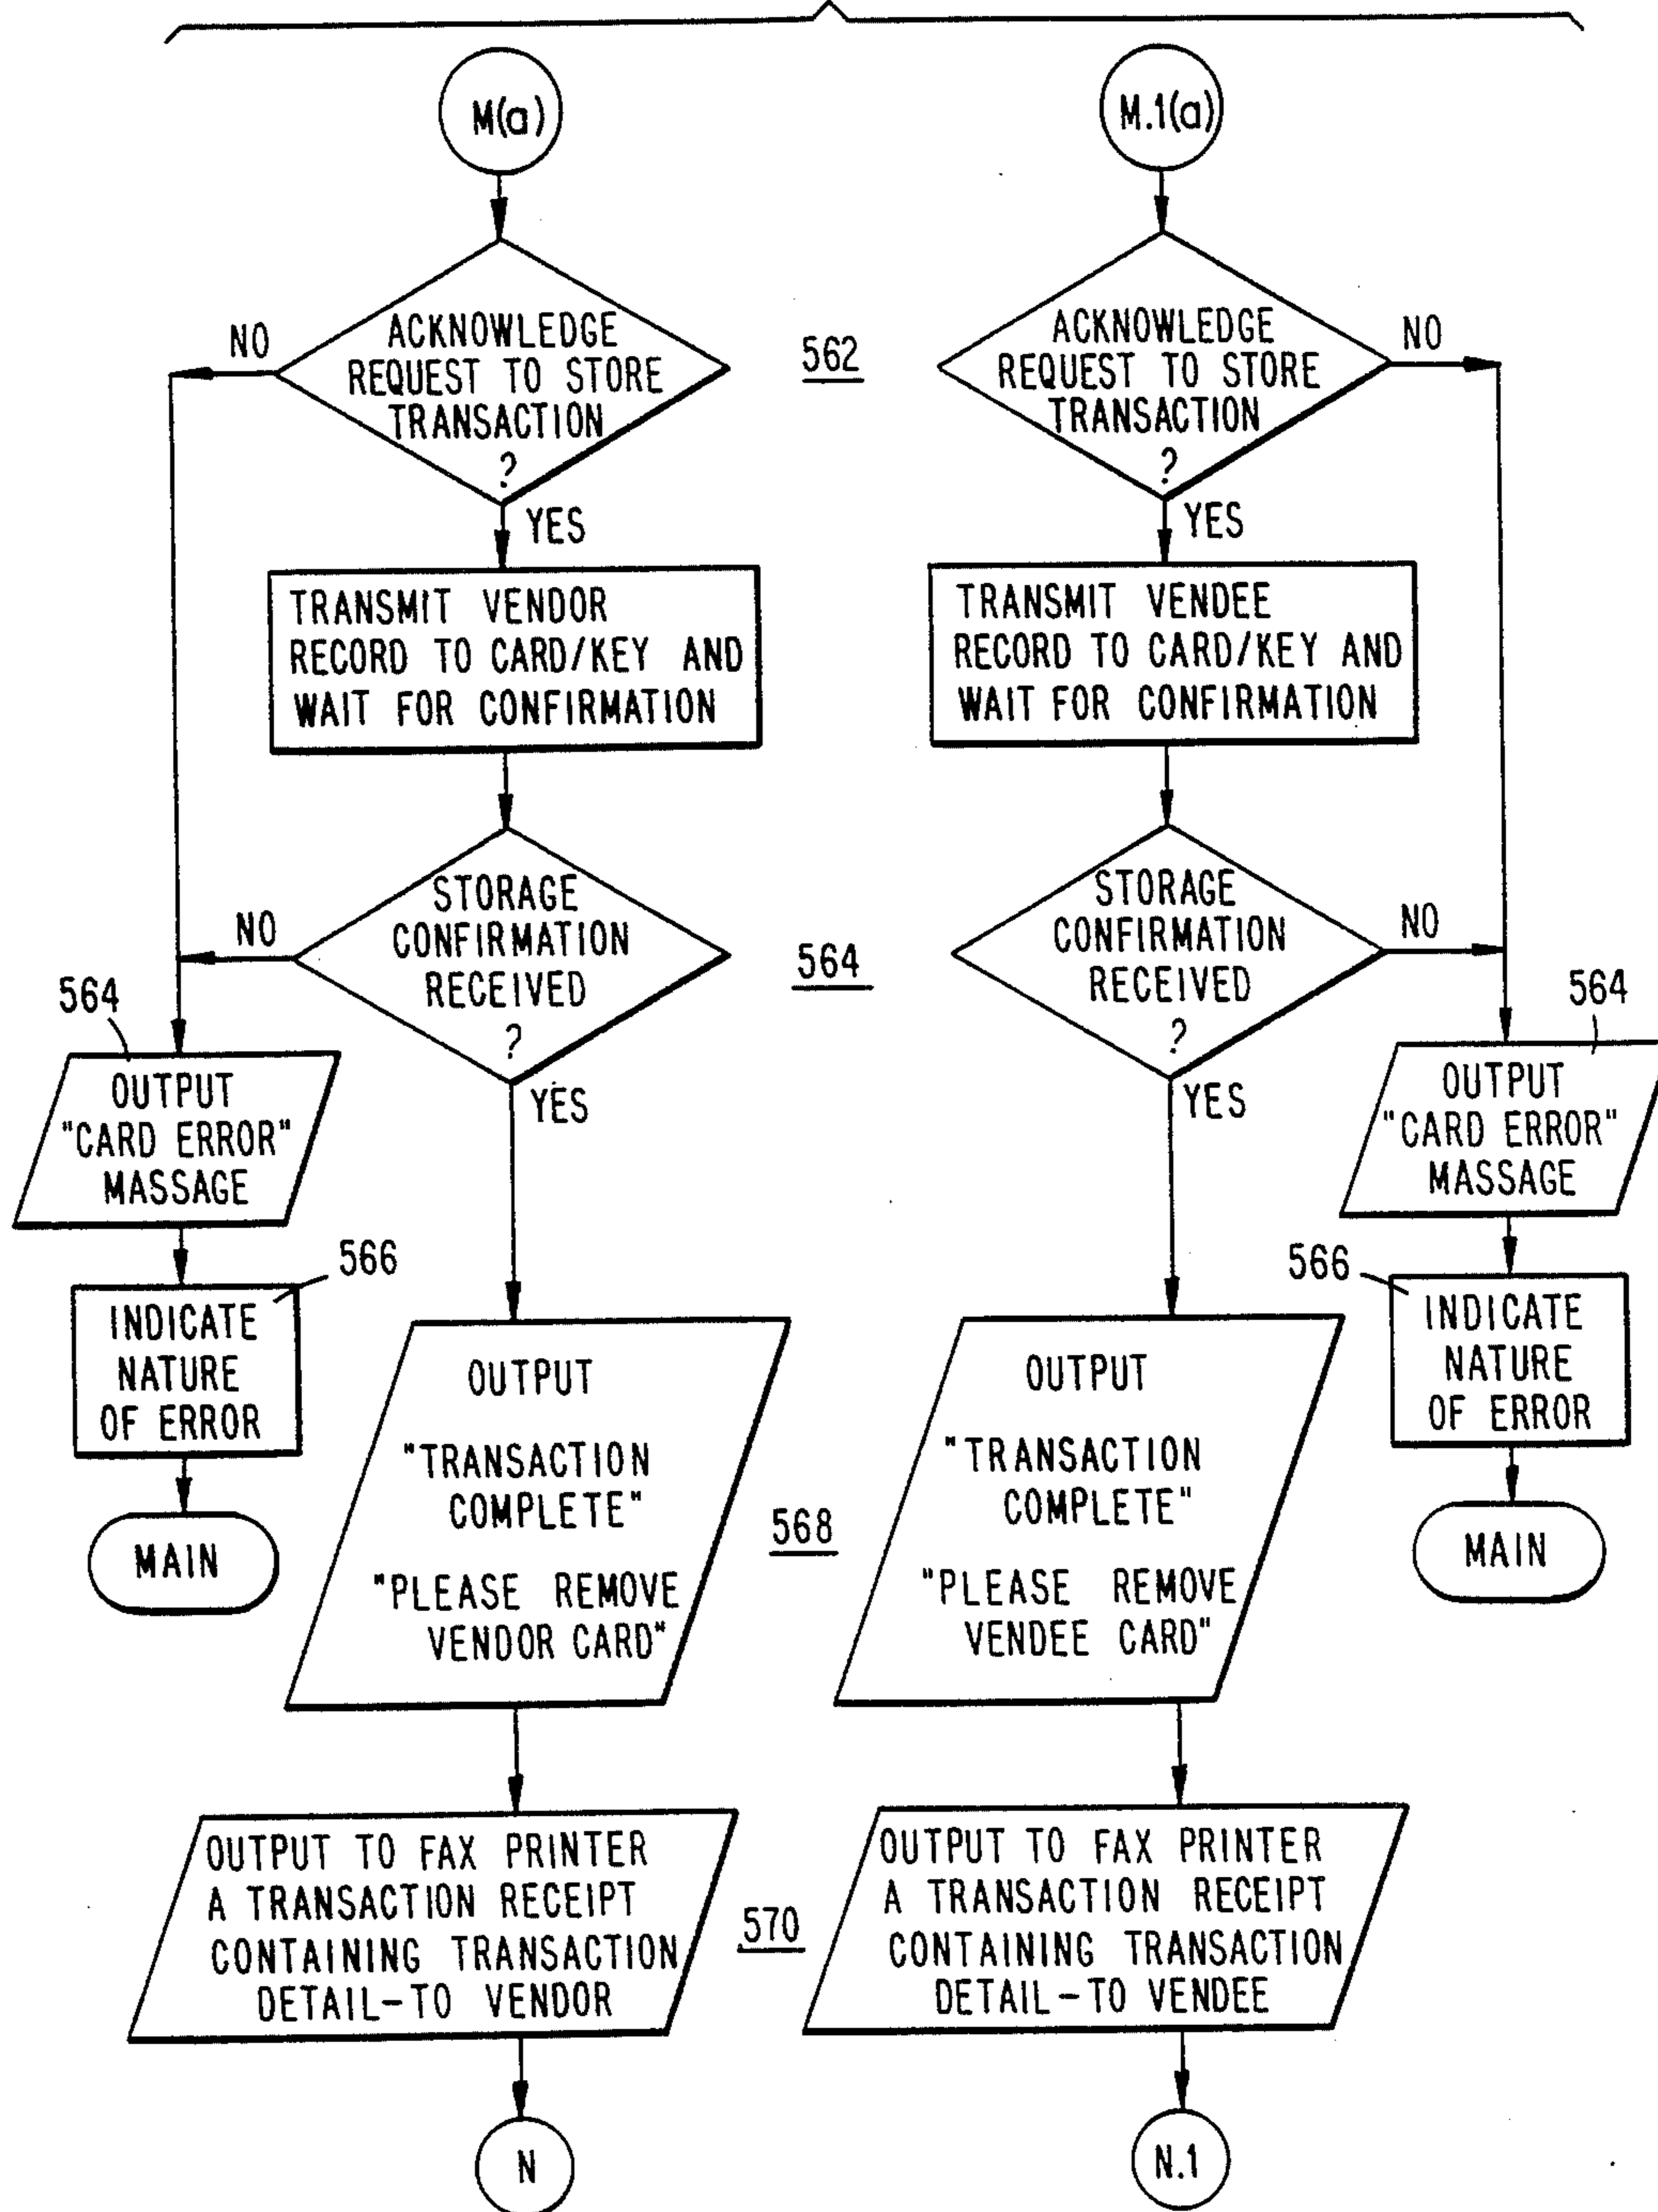 M(a)
M.1(a)
ACKNOWLEDGE
REQUEST TO STORE
TRANSACTION
?
NO
YES
562
ACKNOWLEDGE
REQUEST TO STORE
TRANSACTION
?
NO
YES
TRANSMIT VENDOR
RECORD TO CARD/KEY AND
WAIT FOR CONFIRMATION
TRANSMIT VENDEE
RECORD TO CARD/KEY AND
WAIT FOR CONFIRMATION
STORAGE
CONFIRMATION
RECEIVED
?
NO
YES
564
STORAGE
CONFIRMATION
RECEIVED
?
NO
YES
564
OUTPUT
"CARD ERROR"
MASSAGE
564
OUTPUT
"CARD ERROR"
MASSAGE
566
INDICATE
NATURE
OF ERROR
MAIN
566
INDICATE
NATURE
OF ERROR
MAIN
OUTPUT
"TRANSACTION
COMPLETE"
"PLEASE REMOVE
VENDOR CARD"
568
OUTPUT
"TRANSACTION
COMPLETE"
"PLEASE REMOVE
VENDEE CARD"
OUTPUT TO FAX PRINTER
A TRANSACTION RECEIPT
CONTAINING TRANSACTION
DETAIL-TO VENDOR
570
OUTPUT TO FAX PRINTER
A TRANSACTION RECEIPT
CONTAINING TRANSACTION
DETAIL-TO VENDEE
N
N.1